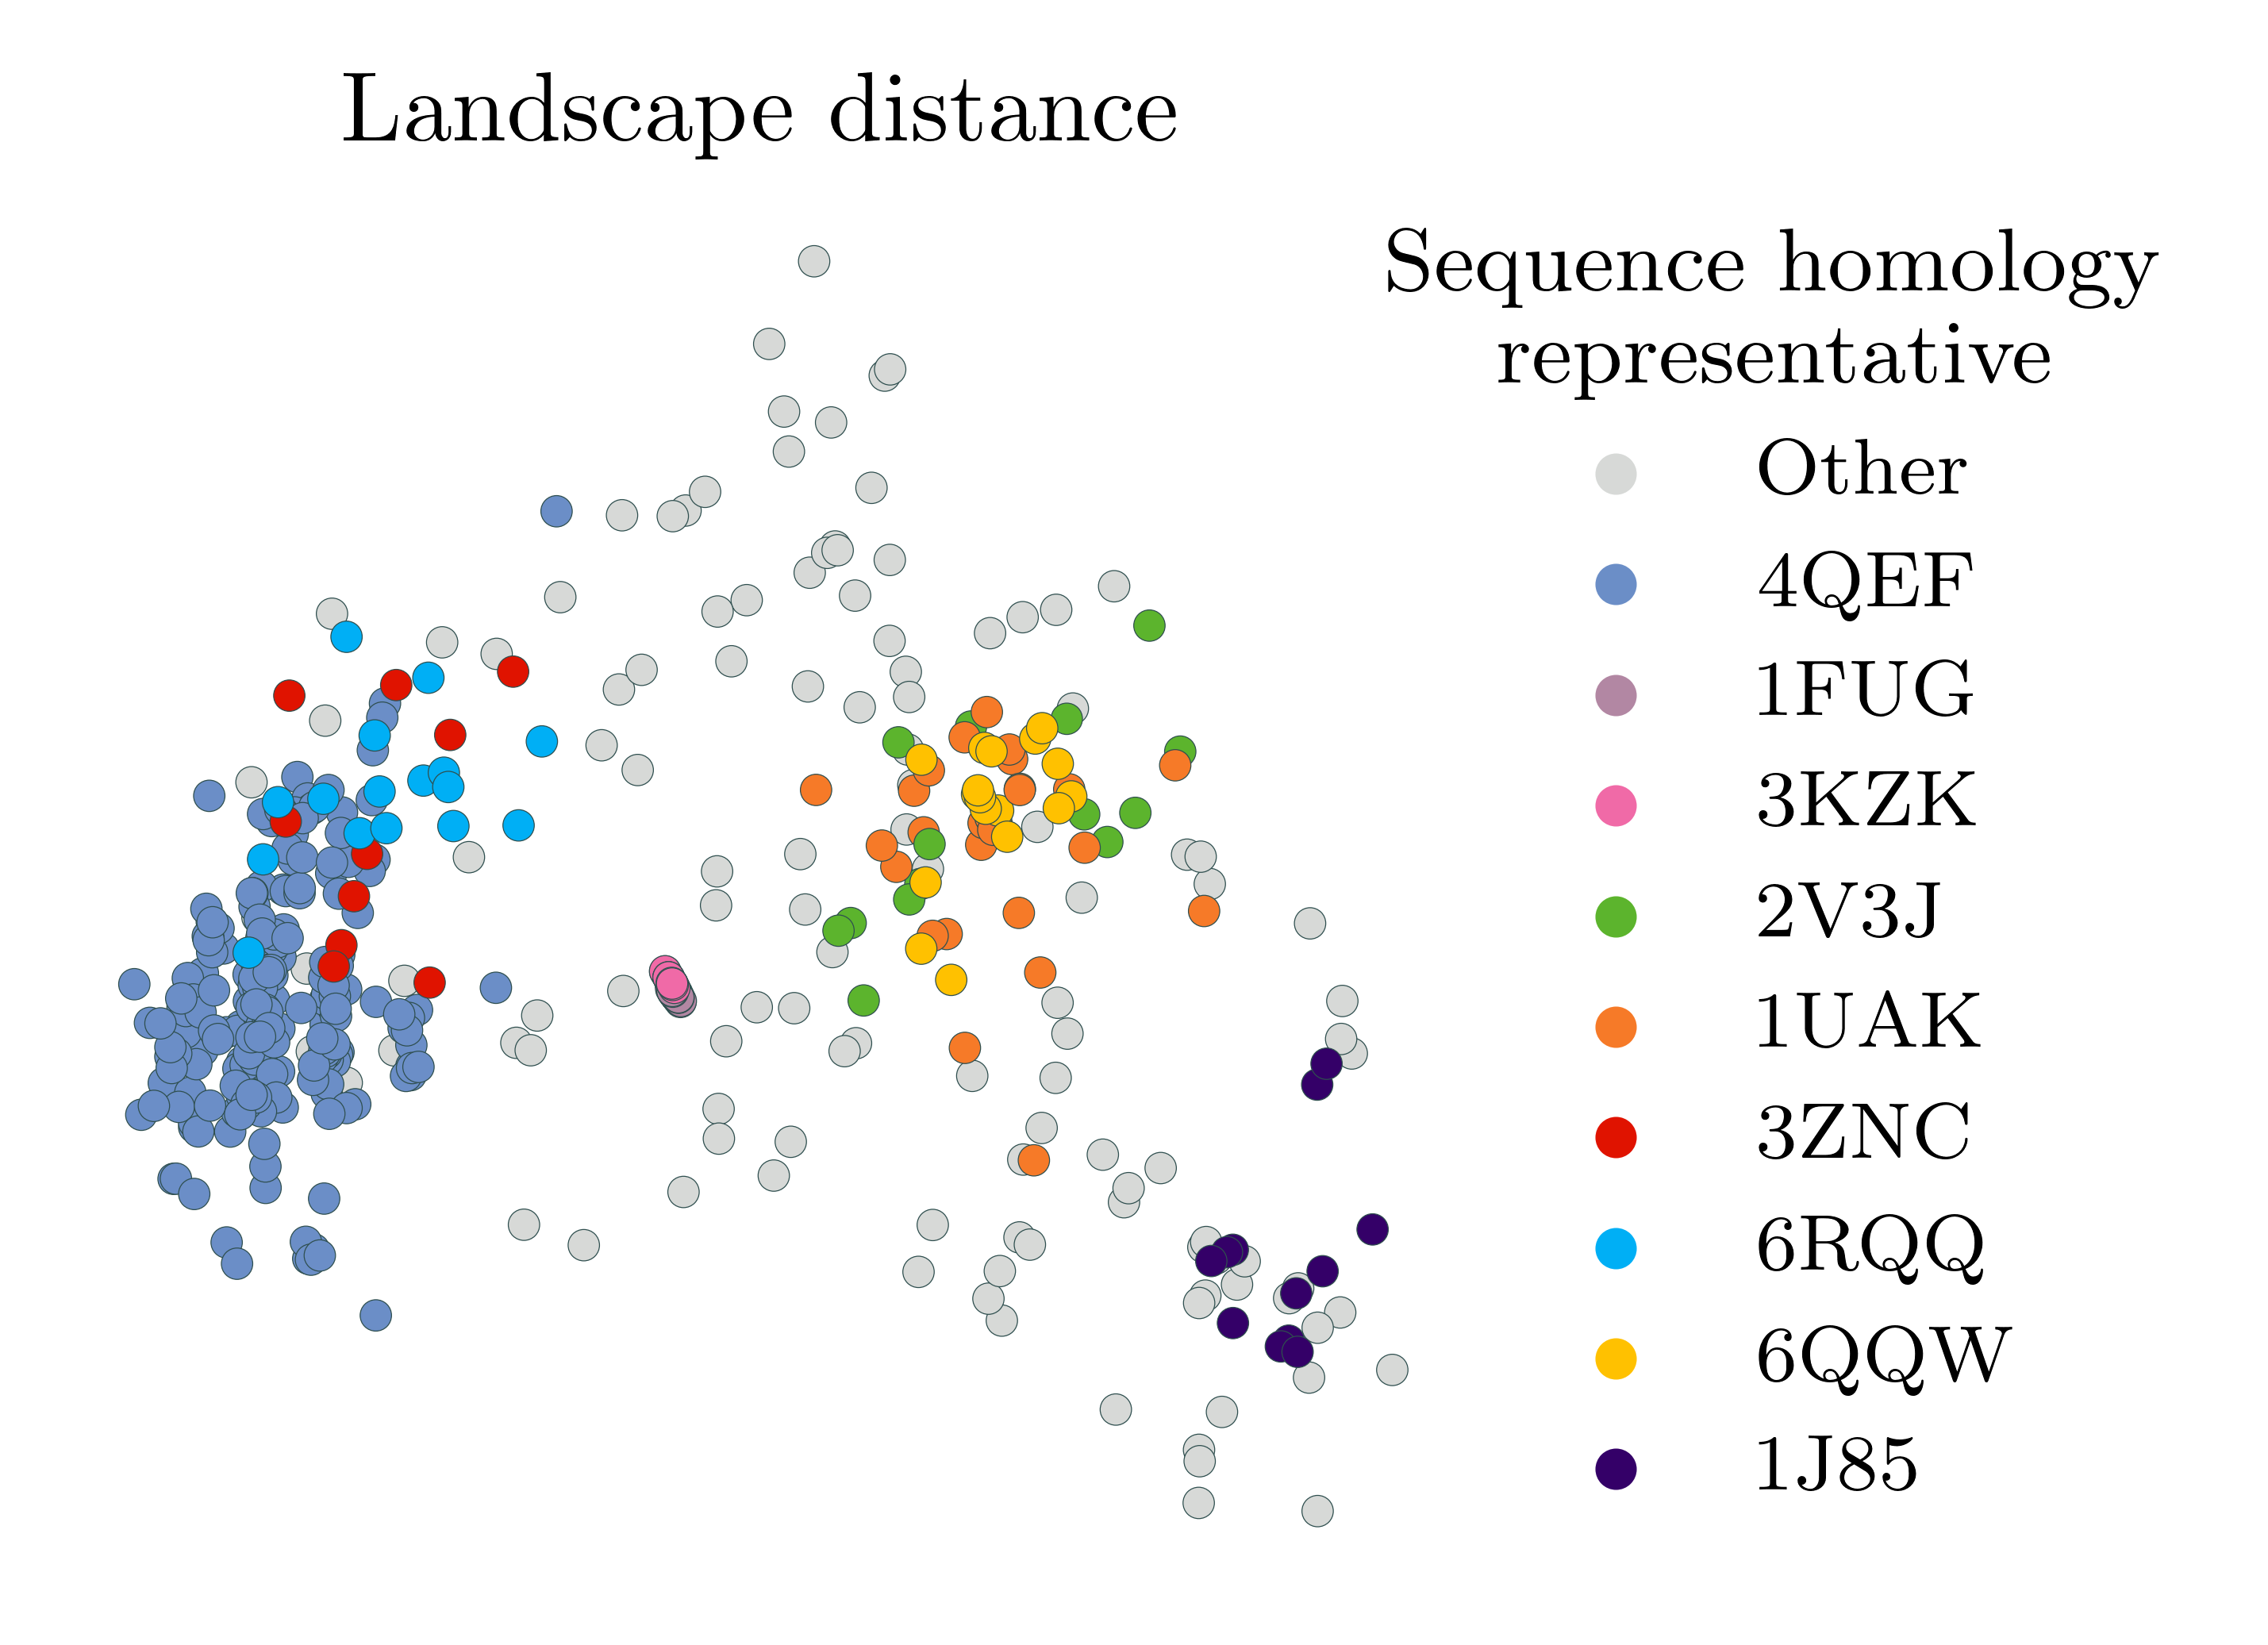 Landscape distance
Sequence homology
representative
Other
4QEF
1FUG
3KZK
2V3J
1UAK
3ZNC
6RQQ
6QQW
1J85